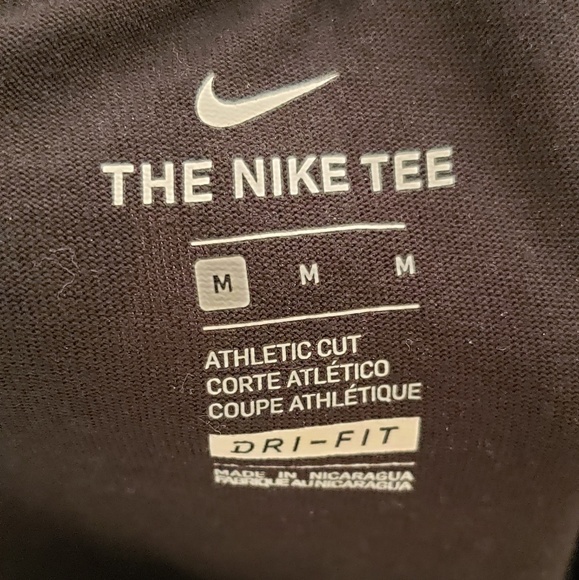 THE NIKE TEE
M M M
ATHLETIC CUT
CORTE ATLÉTICO
COUPE ATHLÉTIQUE
DRI-FIT
MADE IN NICARAGUA
FABRIQUÉ AU NICARAGUA